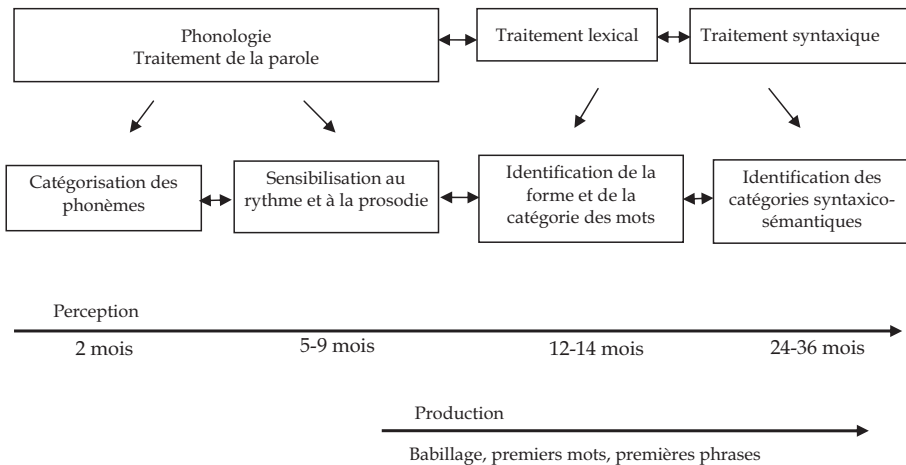 Phonologie
Traitement de la parole
Traitement lexical
Traitement syntaxique
Catégorisation des
phonèmes
Sensibilisation au
rythme et à la prosodie
Identification de la
forme et de la
catégorie des mots
Identification des
catégories syntaxico-
sémantiques
Perception
2 mois
5-9 mois
12-14 mois
24-36 mois
Production
Babillage, premiers mots, premières phrases